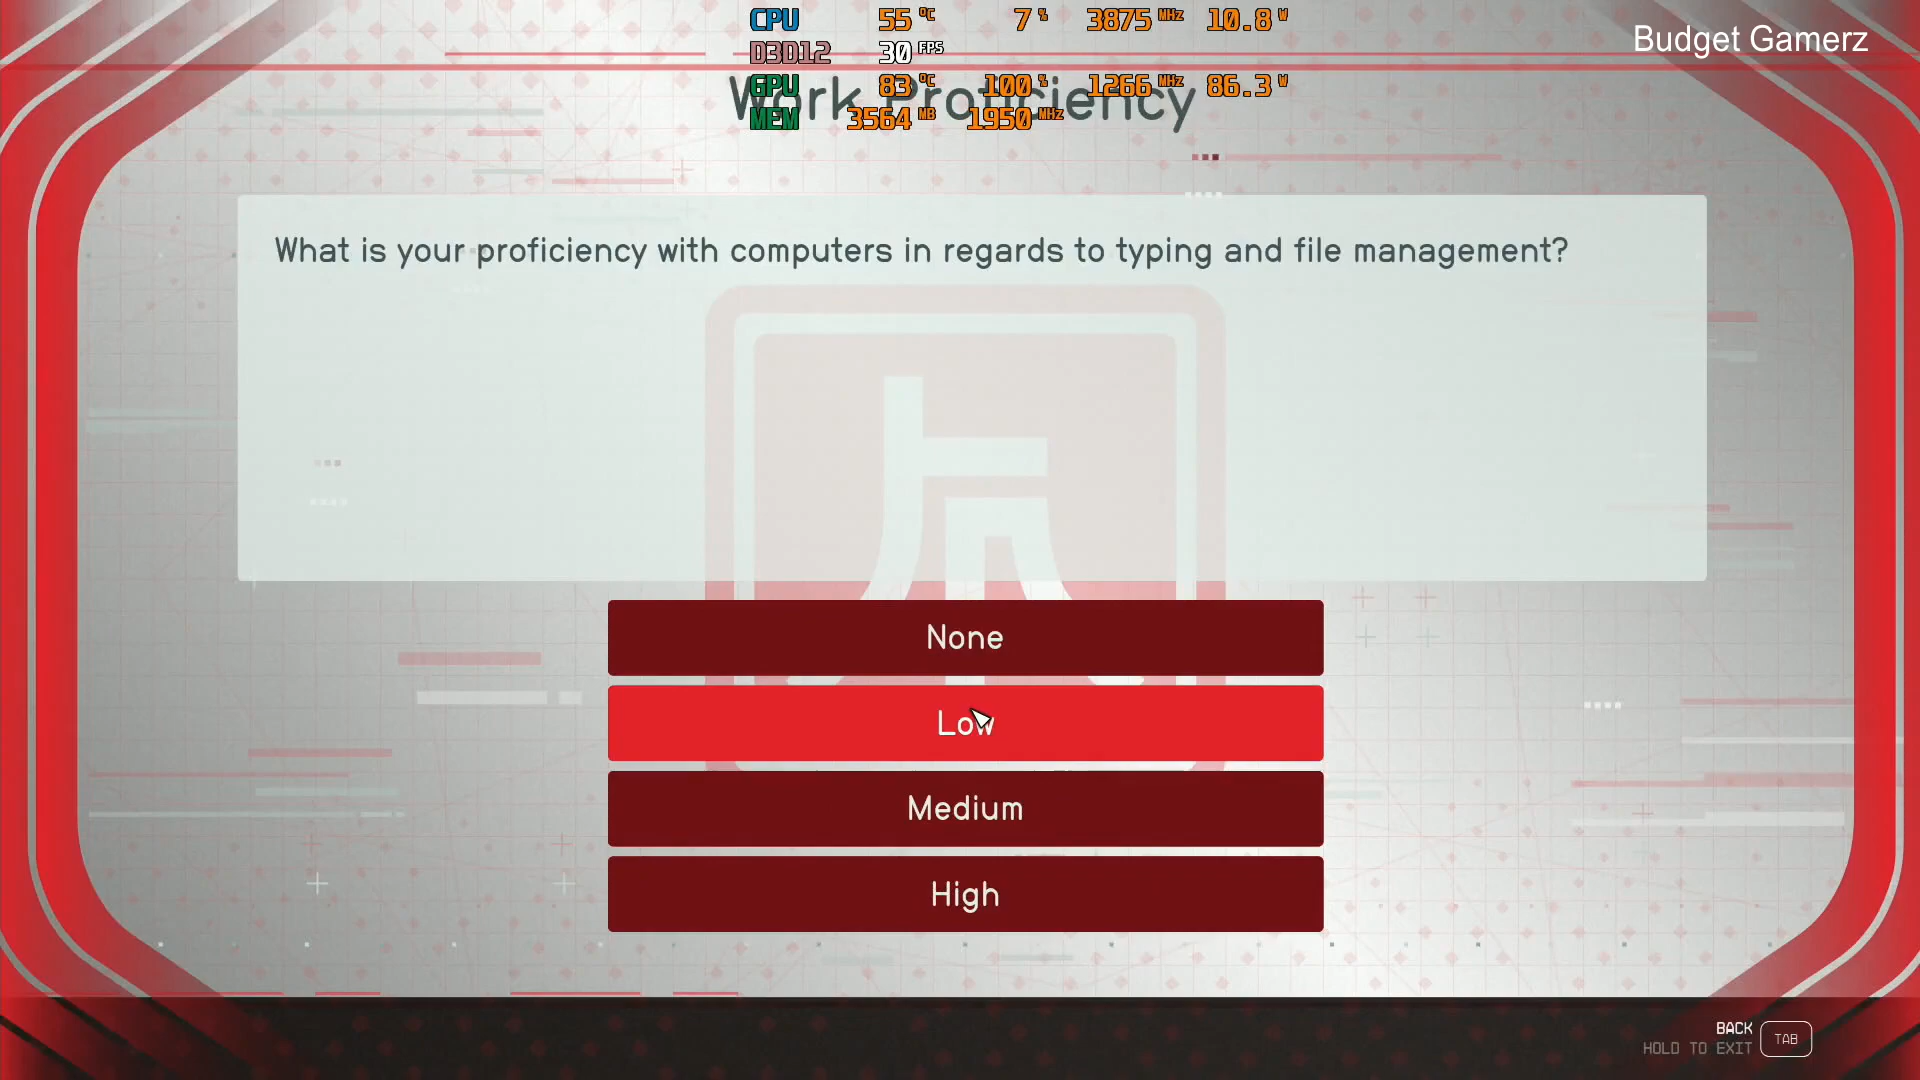 CPU 55 °C 7 % 3875 MHz 10.8 W
D3D12 30 FPS
Budget Gamerz
GPU 83 °C 100 % 1266 MHz 86.3 W
MEM 3564 MB 1950 MHz
Work Proficiency
What is your proficiency with computers in regards to typing and file management?
None
Low
Medium
High
BACK
HOLD TO EXIT TAB